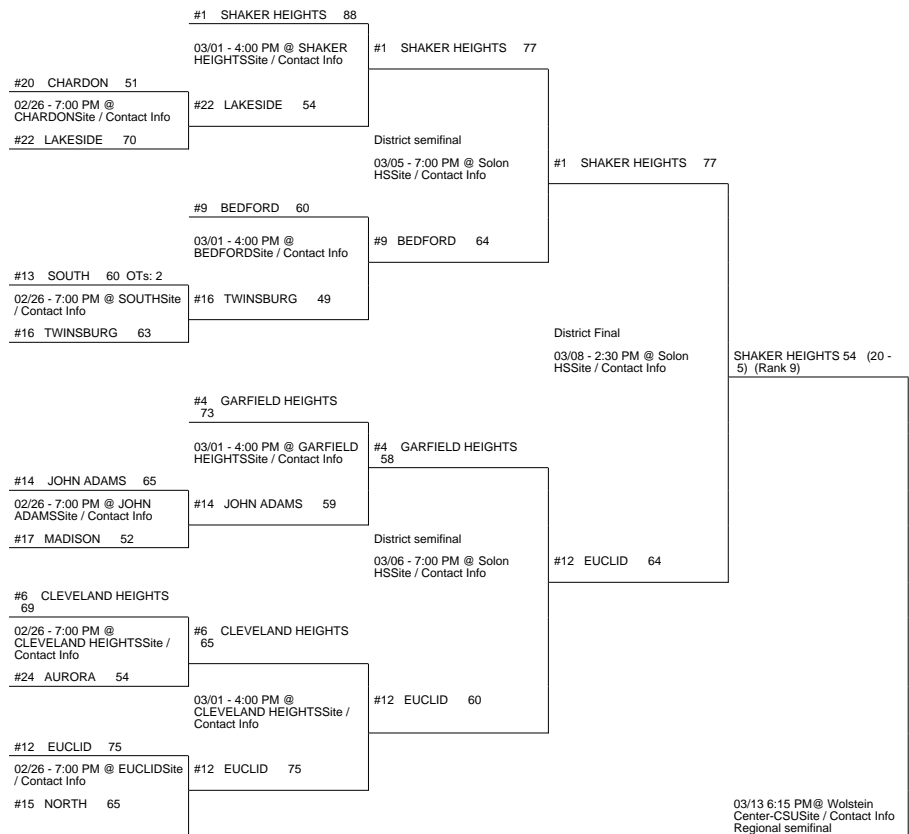 #1 SHAKER HEIGHTS 88
03/01 - 4:00 PM @ SHAKER
HEIGHTSSite / Contact Info
#1 SHAKER HEIGHTS 77
#20 CHARDON 51
02/26 - 7:00 PM @
CHARDONSite / Contact Info
#22 LAKESIDE 54
#22 LAKESIDE 70
District semifinal
03/05 - 7:00 PM @ Solon
HSSite / Contact Info
#1 SHAKER HEIGHTS 77
#9 BEDFORD 60
03/01 - 4:00 PM @
BEDFORDSite / Contact Info
#9 BEDFORD 64
#13 SOUTH 60 OTs: 2
02/26 - 7:00 PM @ SOUTHSite
/ Contact Info
#16 TWINSBURG 49
#16 TWINSBURG 63
District Final
03/08 - 2:30 PM @ Solon
HSSite / Contact Info
SHAKER HEIGHTS 54 (20 -
5) (Rank 9)
#4 GARFIELD HEIGHTS
73
03/01 - 4:00 PM @ GARFIELD
HEIGHTSSite / Contact Info
#4 GARFIELD HEIGHTS
58
#14 JOHN ADAMS 65
02/26 - 7:00 PM @ JOHN
ADAMSSite / Contact Info
#14 JOHN ADAMS 59
#17 MADISON 52
District semifinal
03/06 - 7:00 PM @ Solon
HSSite / Contact Info
#12 EUCLID 64
#6 CLEVELAND HEIGHTS
69
02/26 - 7:00 PM @
CLEVELAND HEIGHTSSite /
Contact Info
#6 CLEVELAND HEIGHTS
65
#24 AURORA 54
03/01 - 4:00 PM @
CLEVELAND HEIGHTSSite /
Contact Info
#12 EUCLID 60
#12 EUCLID 75
02/26 - 7:00 PM @ EUCLIDSite
/ Contact Info
#12 EUCLID 75
#15 NORTH 65
03/13 6:15 PM@ Wolstein
Center-CSUSite / Contact Info
Regional semifinal